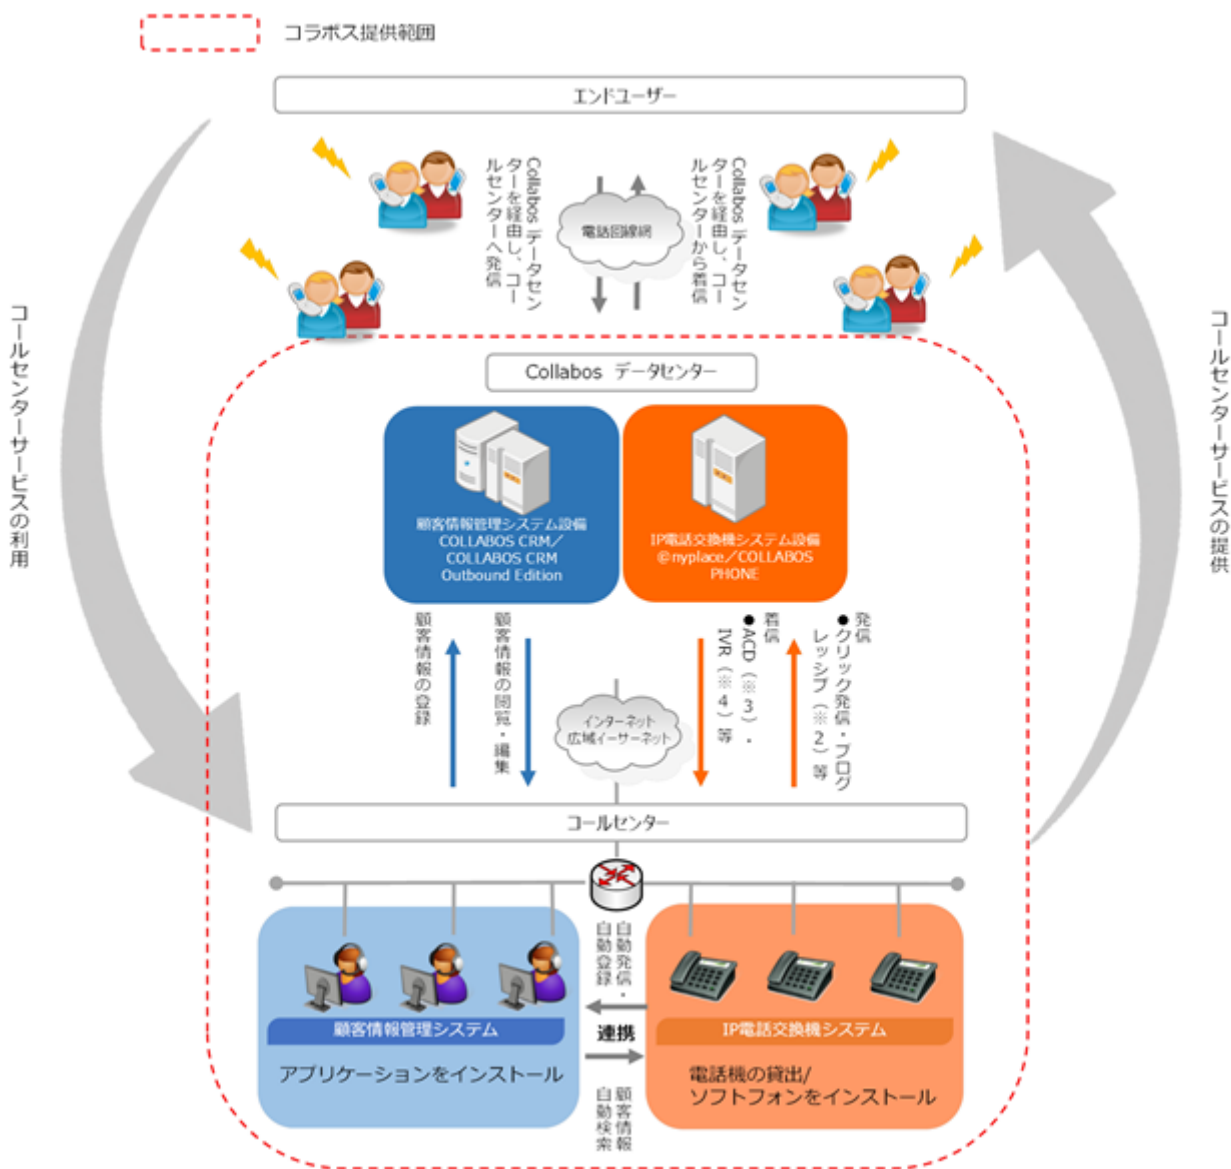 コラボス提供範囲
エンドユーザー
Collabos データセン
ターを経由し、コー
ルセンターへ発信
電話回線網
Collabos データセン
ターを経由し、コー
ルセンターから着信
コールセンターサービスの利用
コールセンターサービスの提供
Collabos データセンター
顧客情報管理システム設備
COLLABOS CRM／
COLLABOS CRM
Outbound Edition
IP電話交換機システム設備
＠nyplace／COLLABOS
PHONE
顧客情報の登録
顧客情報の閲覧・編集
インターネット
広域イーサーネット
着信
●ACD（※3）・
IVR（※4）等
発信
●クリック発信・プログ
レッシブ（※2）等
コールセンター
自動発信・
自動登録
連携
顧客情報
自動検索
顧客情報管理システム
アプリケーションをインストール
IP電話交換機システム
電話機の貸出/
ソフトフォンをインストール